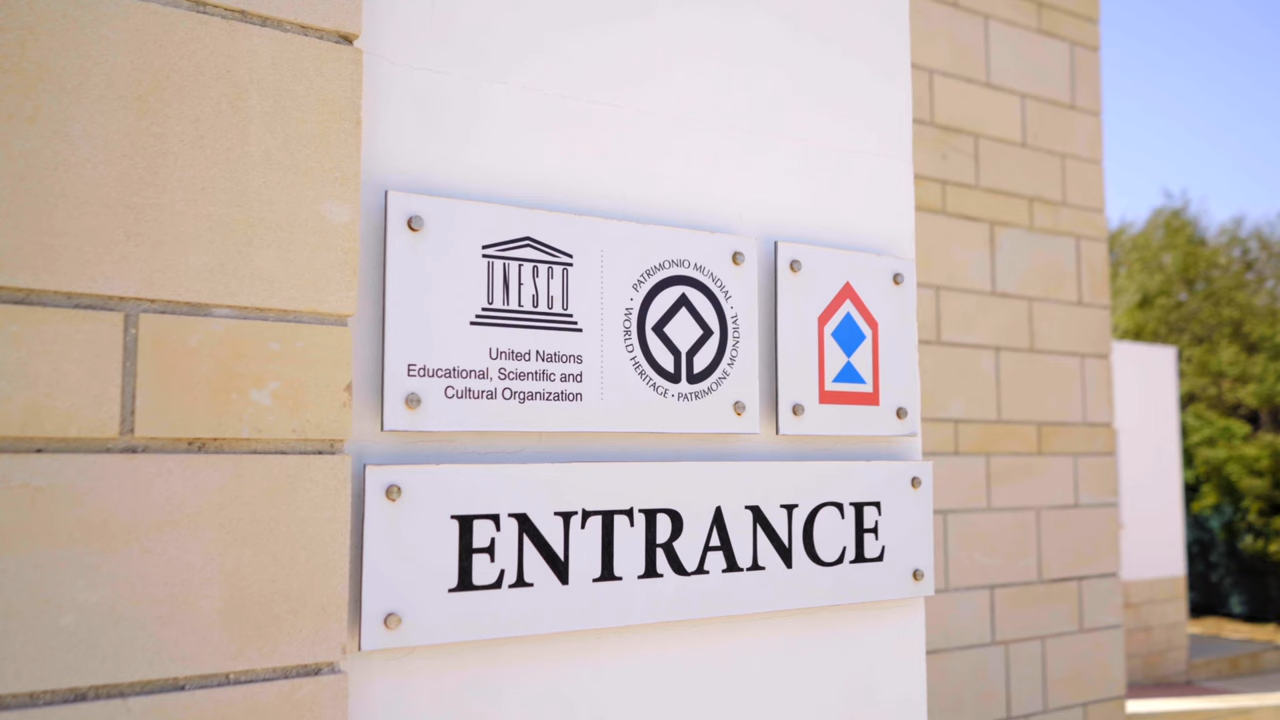 UNESCO
United Nations
Educational, Scientific and
Cultural Organization
PATRIMONIO MUNDIAL • WORLD HERITAGE • PATRIMOINE MONDIAL •
ENTRANCE